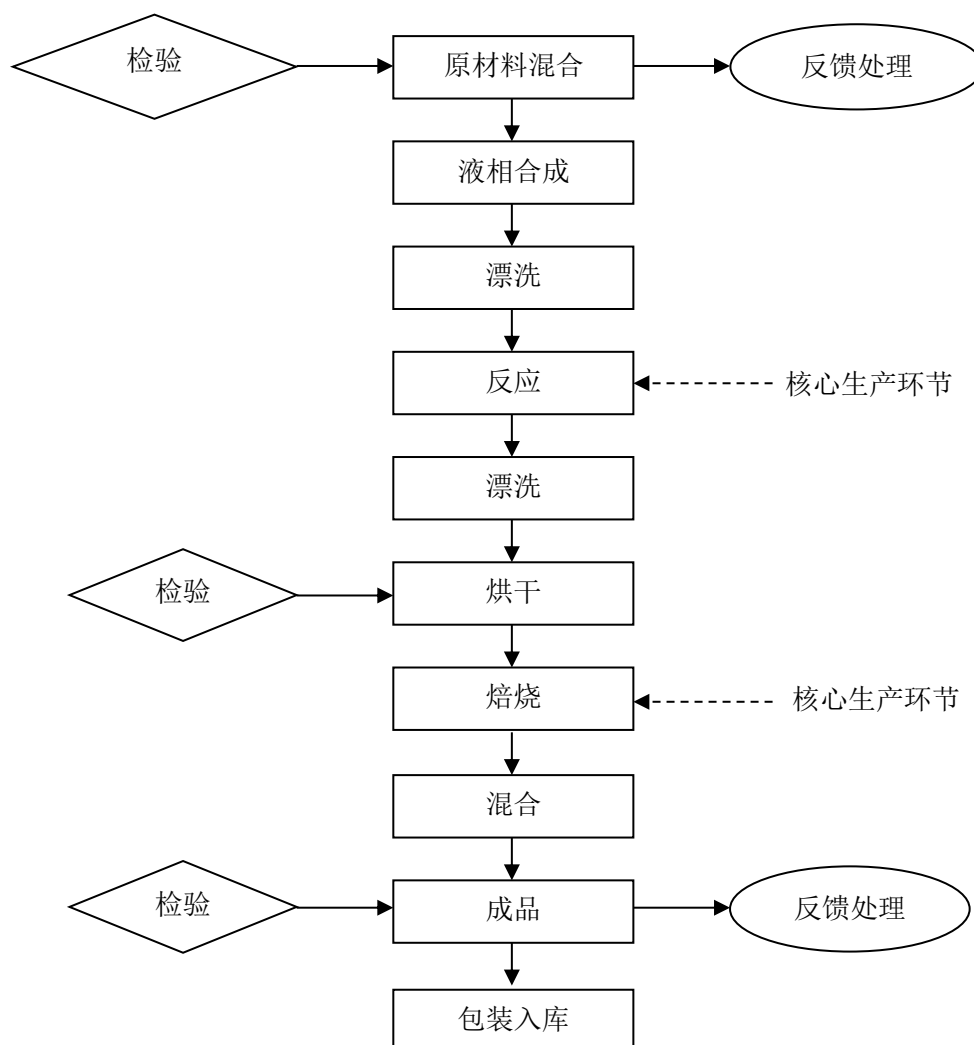 检验
原材料混合
反馈处理
液相合成
漂洗
反应
核心生产环节
漂洗
检验
烘干
焙烧
核心生产环节
混合
检验
成品
反馈处理
包装入库